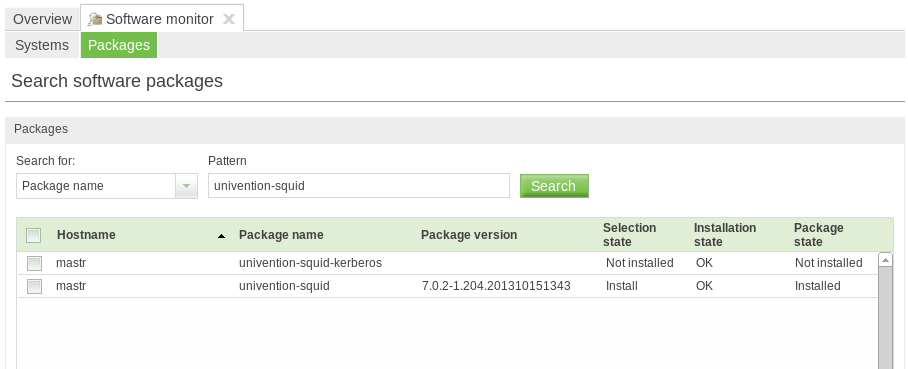 Overview Software monitor
Systems Packages
Search software packages
Packages
Search for: Pattern
Package name univention-squid Search
Hostname Package name Package version Selection state Installation state Package state
mastr univention-squid-kerberos Not installed OK Not installed
mastr univention-squid 7.0.2-1.204.201310151343 Install OK Installed